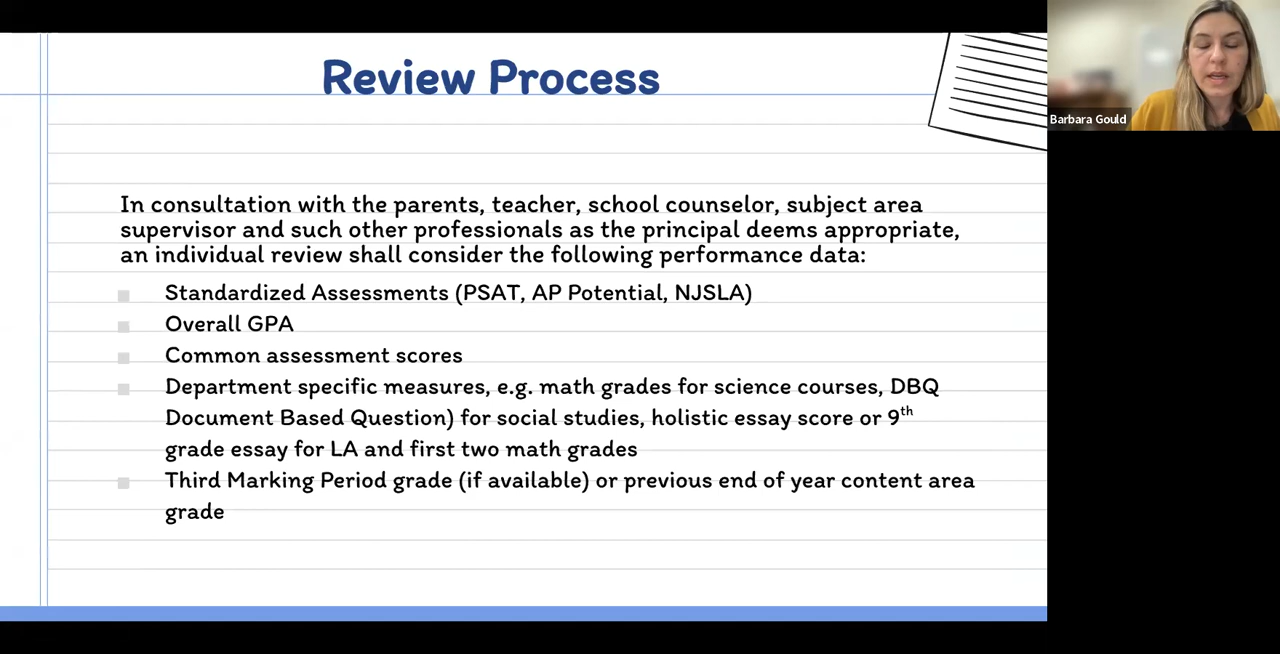 Review Process
In consultation with the parents, teacher, school counselor, subject area
supervisor and such other professionals as the principal deems appropriate,
an individual review shall consider the following performance data:
Standardized Assessments (PSAT, AP Potential, NJSLA)
Overall GPA
Common assessment scores
Department specific measures, e.g. math grades for science courses, DBQ
Document Based Question) for social studies, holistic essay score or 9th
grade essay for LA and first two math grades
Third Marking Period grade (if available) or previous end of year content area
grade
Barbara Gould